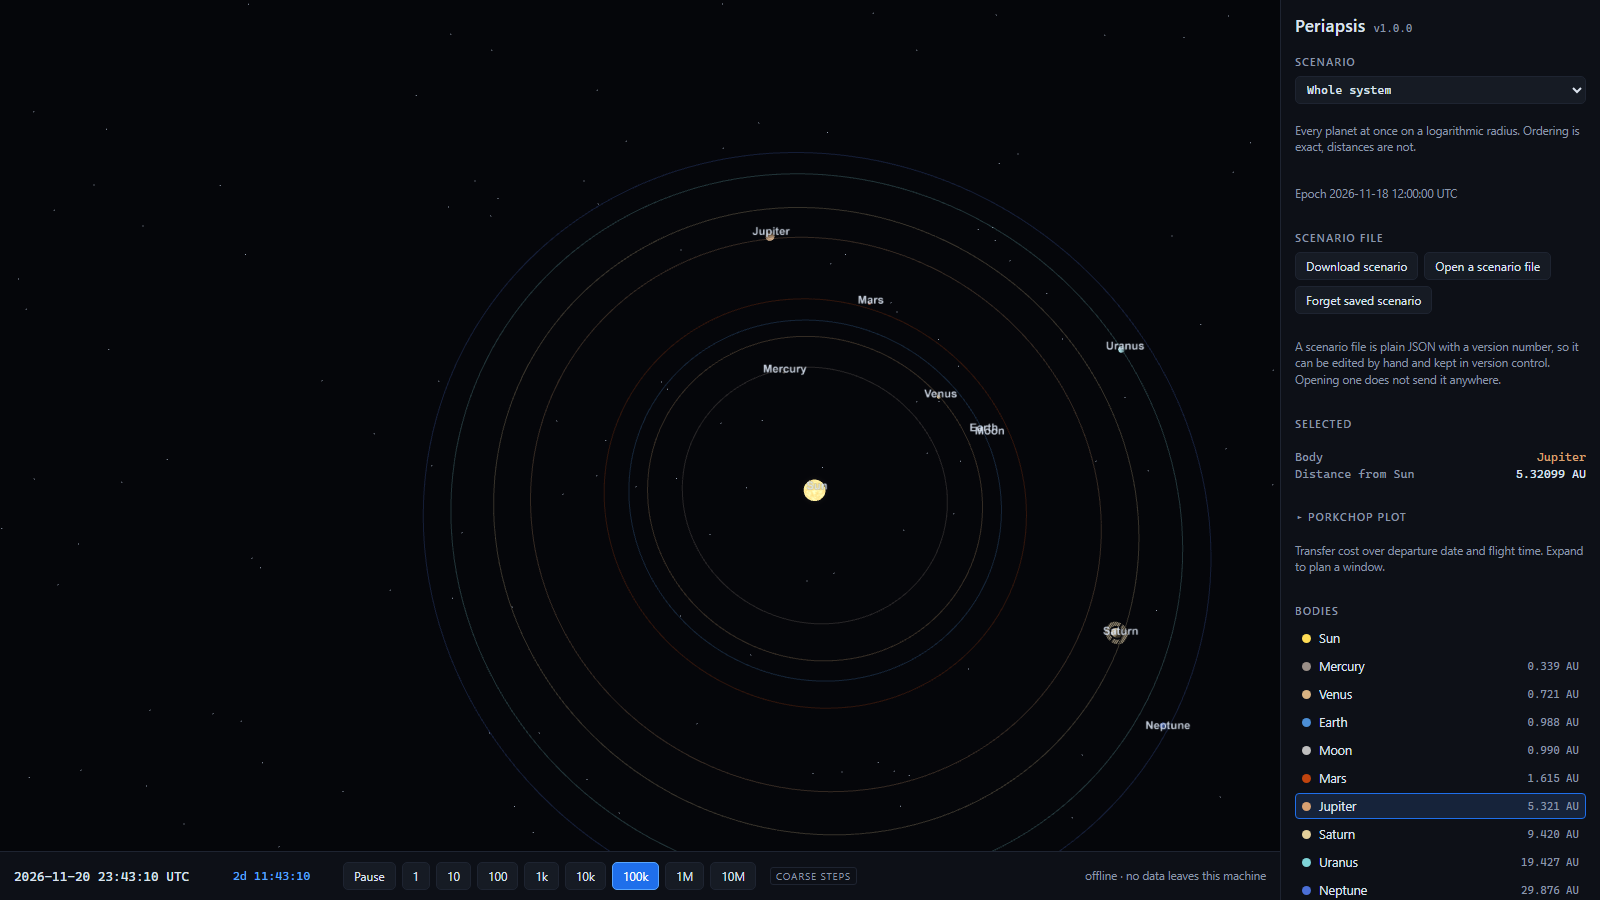 Periapsis v1.0.0
SCENARIO
Whole system
Every planet at once on a logarithmic radius. Ordering is
exact, distances are not.
Epoch 2026-11-18 12:00:00 UTC
SCENARIO FILE
Download scenario
Open a scenario file
Forget saved scenario
A scenario file is plain JSON with a version number, so it
can be edited by hand and kept in version control.
Opening one does not send it anywhere.
SELECTED
Body Jupiter
Distance from Sun 5.32099 AU
PORKCHOP PLOT
Transfer cost over departure date and flight time. Expand
to plan a window.
BODIES
Sun
Mercury 0.339 AU
Venus 0.721 AU
Earth 0.988 AU
Moon 0.990 AU
Mars 1.615 AU
Jupiter 5.321 AU
Saturn 9.420 AU
Uranus 19.427 AU
Neptune 29.876 AU
Jupiter
Mars
Uranus
Mercury
Venus
Earth
Moon
Sun
Saturn
Neptune
2026-11-20 23:43:10 UTC
2d 11:43:10
Pause
1
10
100
1k
10k
100k
1M
10M
COARSE STEPS
offline · no data leaves this machine